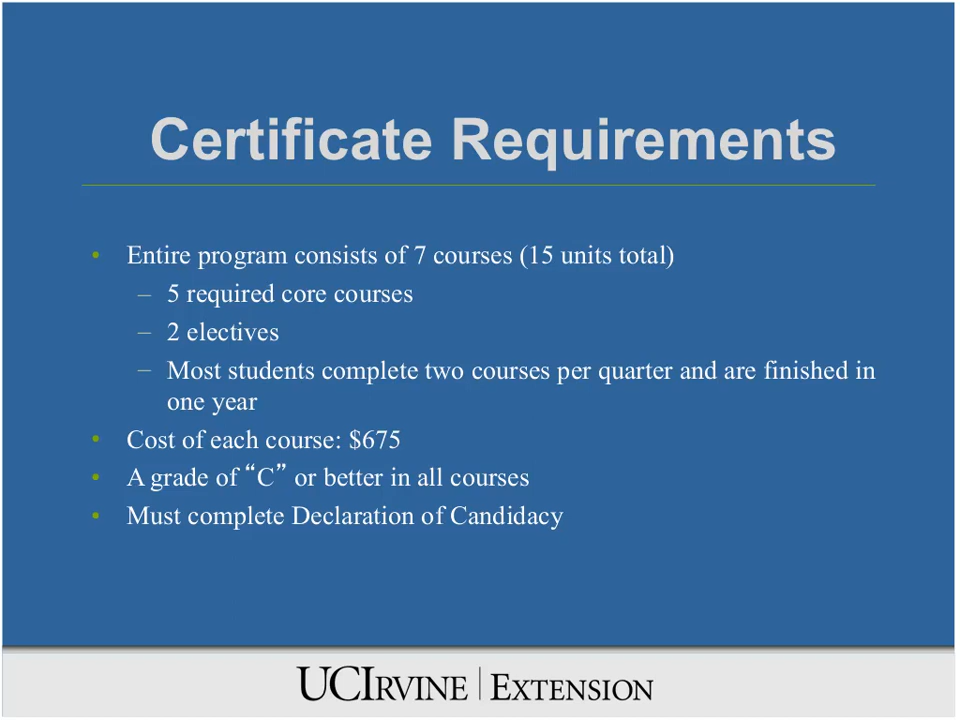 Certificate Requirements
• Entire program consists of 7 courses (15 units total)
– 5 required core courses
– 2 electives
– Most students complete two courses per quarter and are finished in
one year
• Cost of each course: $675
• A grade of “C” or better in all courses
• Must complete Declaration of Candidacy
UCIRVINE | EXTENSION